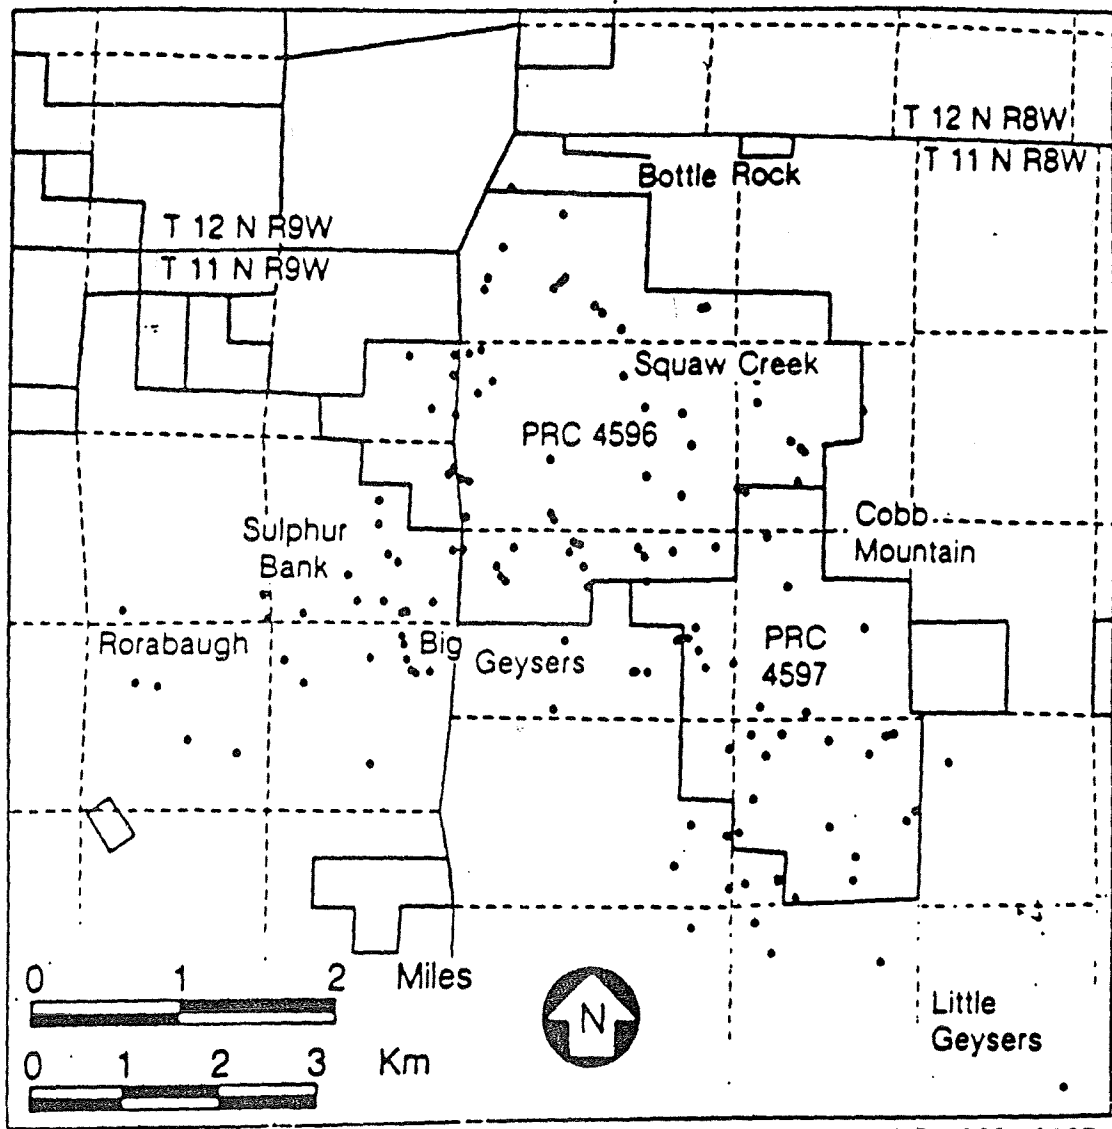 T 12 N R8W
T 11 N R8W
Bottle Rock
T 12 N R9W
T 11 N R9W
Squaw Creek
PRC 4596
Sulphur
Bank
Cobb
Mountain
Rorabaugh
Big
Geysers
PRC
4597
0 1 2 Miles
N
0 1 2 3 Km
Little
Geysers